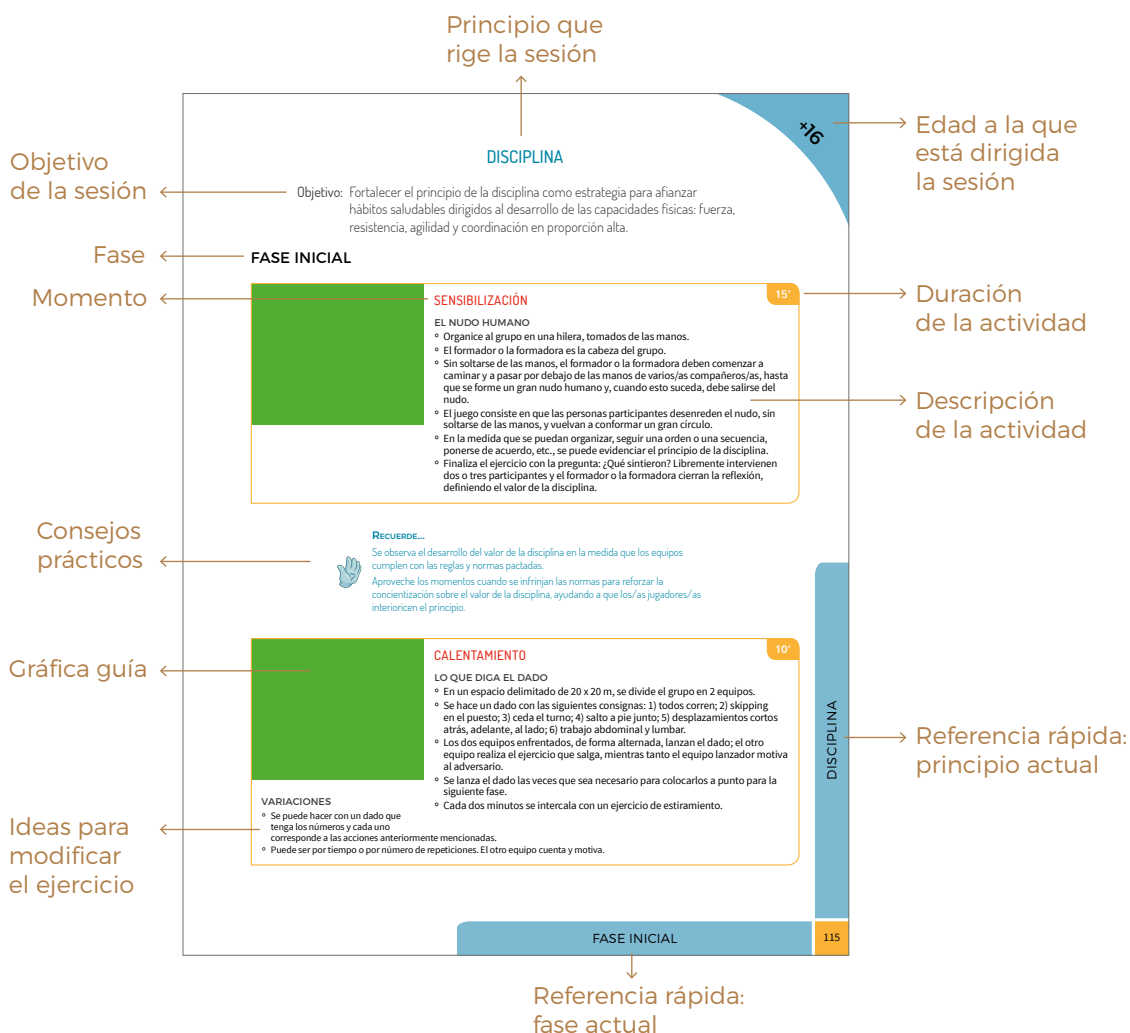 Principio que
rige la sesión
+16
Edad a la que
está dirigida
la sesión
DISCIPLINA
Objetivo
de la sesión
Objetivo: Fortalecer el principio de la disciplina como estrategia para afianzar
hábitos saludables dirigidos al desarrollo de las capacidades físicas: fuerza,
resistencia, agilidad y coordinación en proporción alta.
Fase
FASE INICIAL
Momento
SENSIBILIZACIÓN
15’
Duración
de la actividad
EL NUDO HUMANO
° Organice al grupo en una hilera, tomados de las manos.
° El formador o la formadora es la cabeza del grupo.
° Sin soltarse de las manos, el formador o la formadora deben comenzar a
caminar y a pasar por debajo de las manos de varios/as compañeros/as, hasta
que se forme un gran nudo humano y, cuando esto suceda, debe salirse del
nudo.
° El juego consiste en que las personas participantes desenreden el nudo, sin
soltarse de las manos, y vuelvan a conformar un gran círculo.
° En la medida que se puedan organizar, seguir una orden o una secuencia,
ponerse de acuerdo, etc., se puede evidenciar el principio de la disciplina.
° Finaliza el ejercicio con la pregunta: ¿Qué sintieron? Libremente intervienen
dos o tres participantes y el formador o la formadora cierran la reflexión,
definiendo el valor de la disciplina.
Descripción
de la actividad
Consejos
prácticos
Recuerde...
Se observa el desarrollo del valor de la disciplina en la medida que los equipos
cumplen con las reglas y normas pactadas.
Aproveche los momentos cuando se infrinjan las normas para reforzar la
concientización sobre el valor de la disciplina, ayudando a que los/as jugadores/as
interioricen el principio.
Gráfica guía
CALENTAMIENTO
10’
LO QUE DIGA EL DADO
° En un espacio delimitado de 20 x 20 m, se divide el grupo en 2 equipos.
° Se hace un dado con las siguientes consignas: 1) todos corren; 2) skipping
en el puesto; 3) ceda el turno; 4) salto a pie junto; 5) desplazamientos cortos
atrás, adelante, al lado; 6) trabajo abdominal y lumbar.
° Los dos equipos enfrentados, de forma alternada, lanzan el dado; el otro
equipo realiza el ejercicio que salga, mientras tanto el equipo lanzador motiva
al adversario.
° Se lanza el dado las veces que sea necesario para colocarlos a punto para la
siguiente fase.
° Cada dos minutos se intercala con un ejercicio de estiramiento.
VARIACIONES
° Se puede hacer con un dado que
tenga los números y cada uno
corresponde a las acciones anteriormente mencionadas.
° Puede ser por tiempo o por número de repeticiones. El otro equipo cuenta y motiva.
Ideas para
modificar
el ejercicio
DISCIPLINA
Referencia rápida:
principio actual
FASE INICIAL
115
Referencia rápida:
fase actual